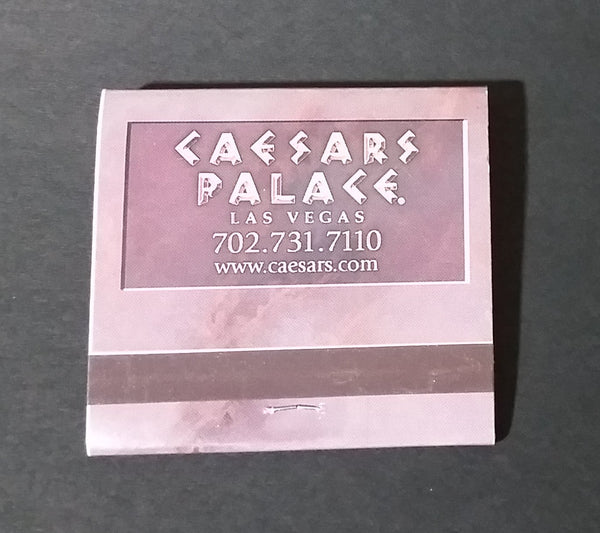 CAESARS
PALACE.
LAS VEGAS
702.731.7110
www.caesars.com